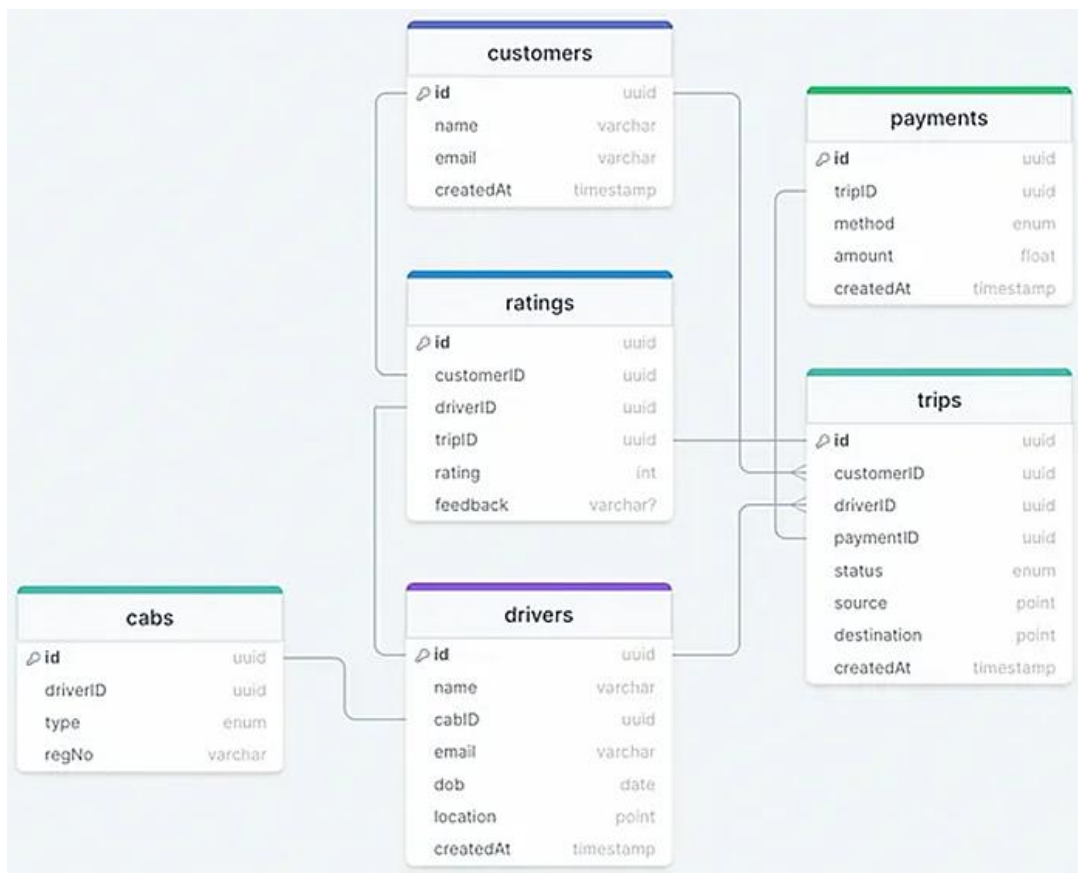 customers
id uuid
name varchar
email varchar
createdAt timestamp
payments
id uuid
tripID uuid
method enum
amount float
createdAt timestamp
ratings
id uuid
customerID uuid
driverID uuid
tripID uuid
rating int
feedback varchar?
trips
id uuid
customerID uuid
driverID uuid
paymentID uuid
status enum
source point
destination point
createdAt timestamp
cabs
id uuid
driverID uuid
type enum
regNo varchar
drivers
id uuid
name varchar
cabID uuid
email varchar
dob date
location point
createdAt timestamp